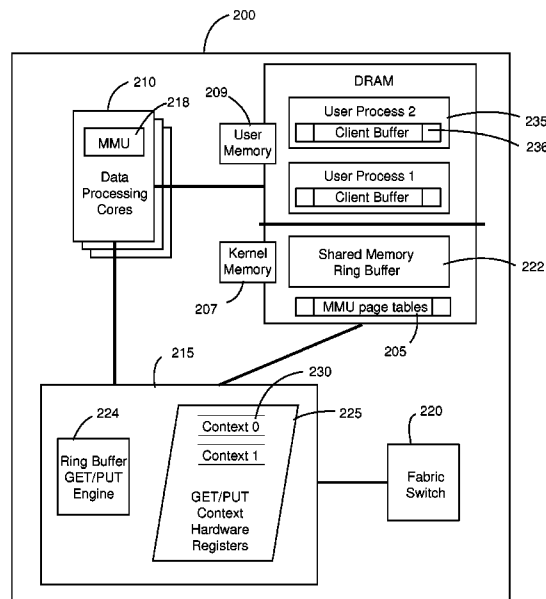 200
210
218
MMU
Data
Processing
Cores
209
User
Memory
DRAM
User Process 2
Client Buffer
235
236
User Process 1
Client Buffer
Kernel
Memory
207
Shared Memory
Ring Buffer
222
MMU page tables
205
215
224
Ring Buffer
GET/PUT
Engine
230
225
Context 0
Context 1
GET/PUT
Context
Hardware
Registers
220
Fabric
Switch